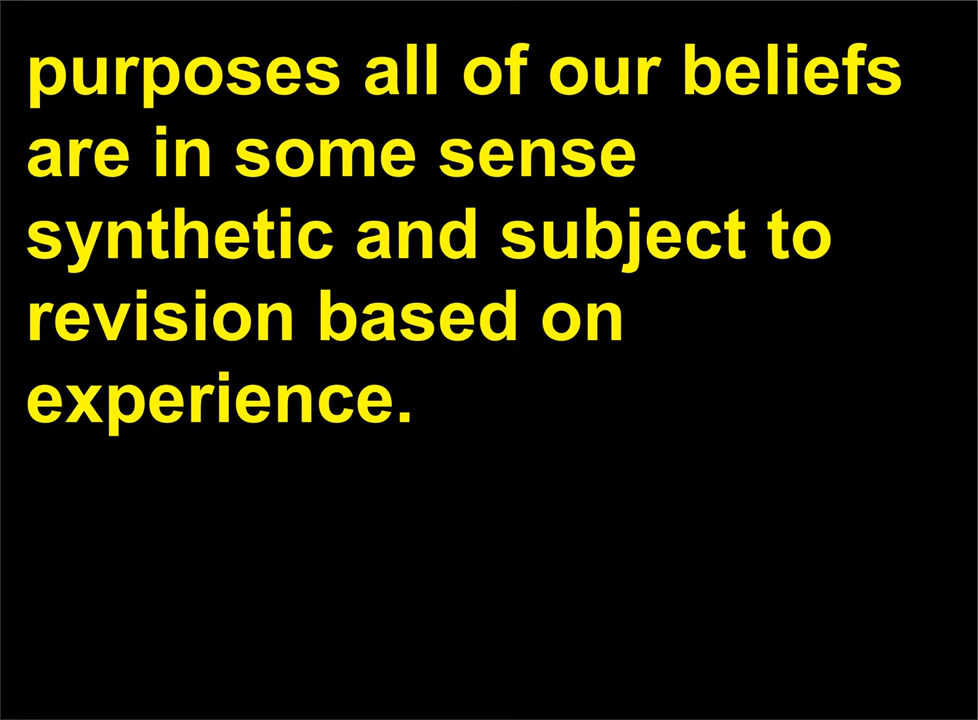 purposes all of our beliefs
are in some sense
synthetic and subject to
revision based on
experience.